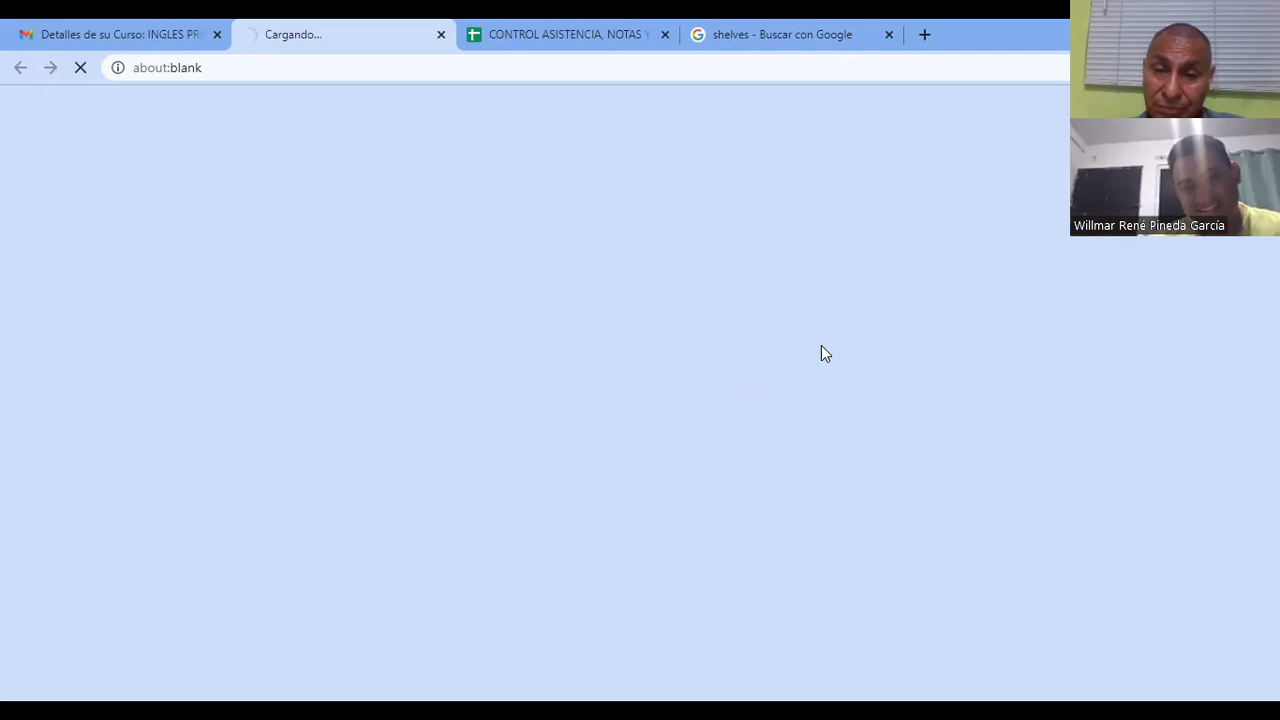 Detalles de su Curso: INGLES PRI
Cargando...
CONTROL ASISTENCIA, NOTAS Y
shelves - Buscar con Google
about:blank
Willmar René Pineda García